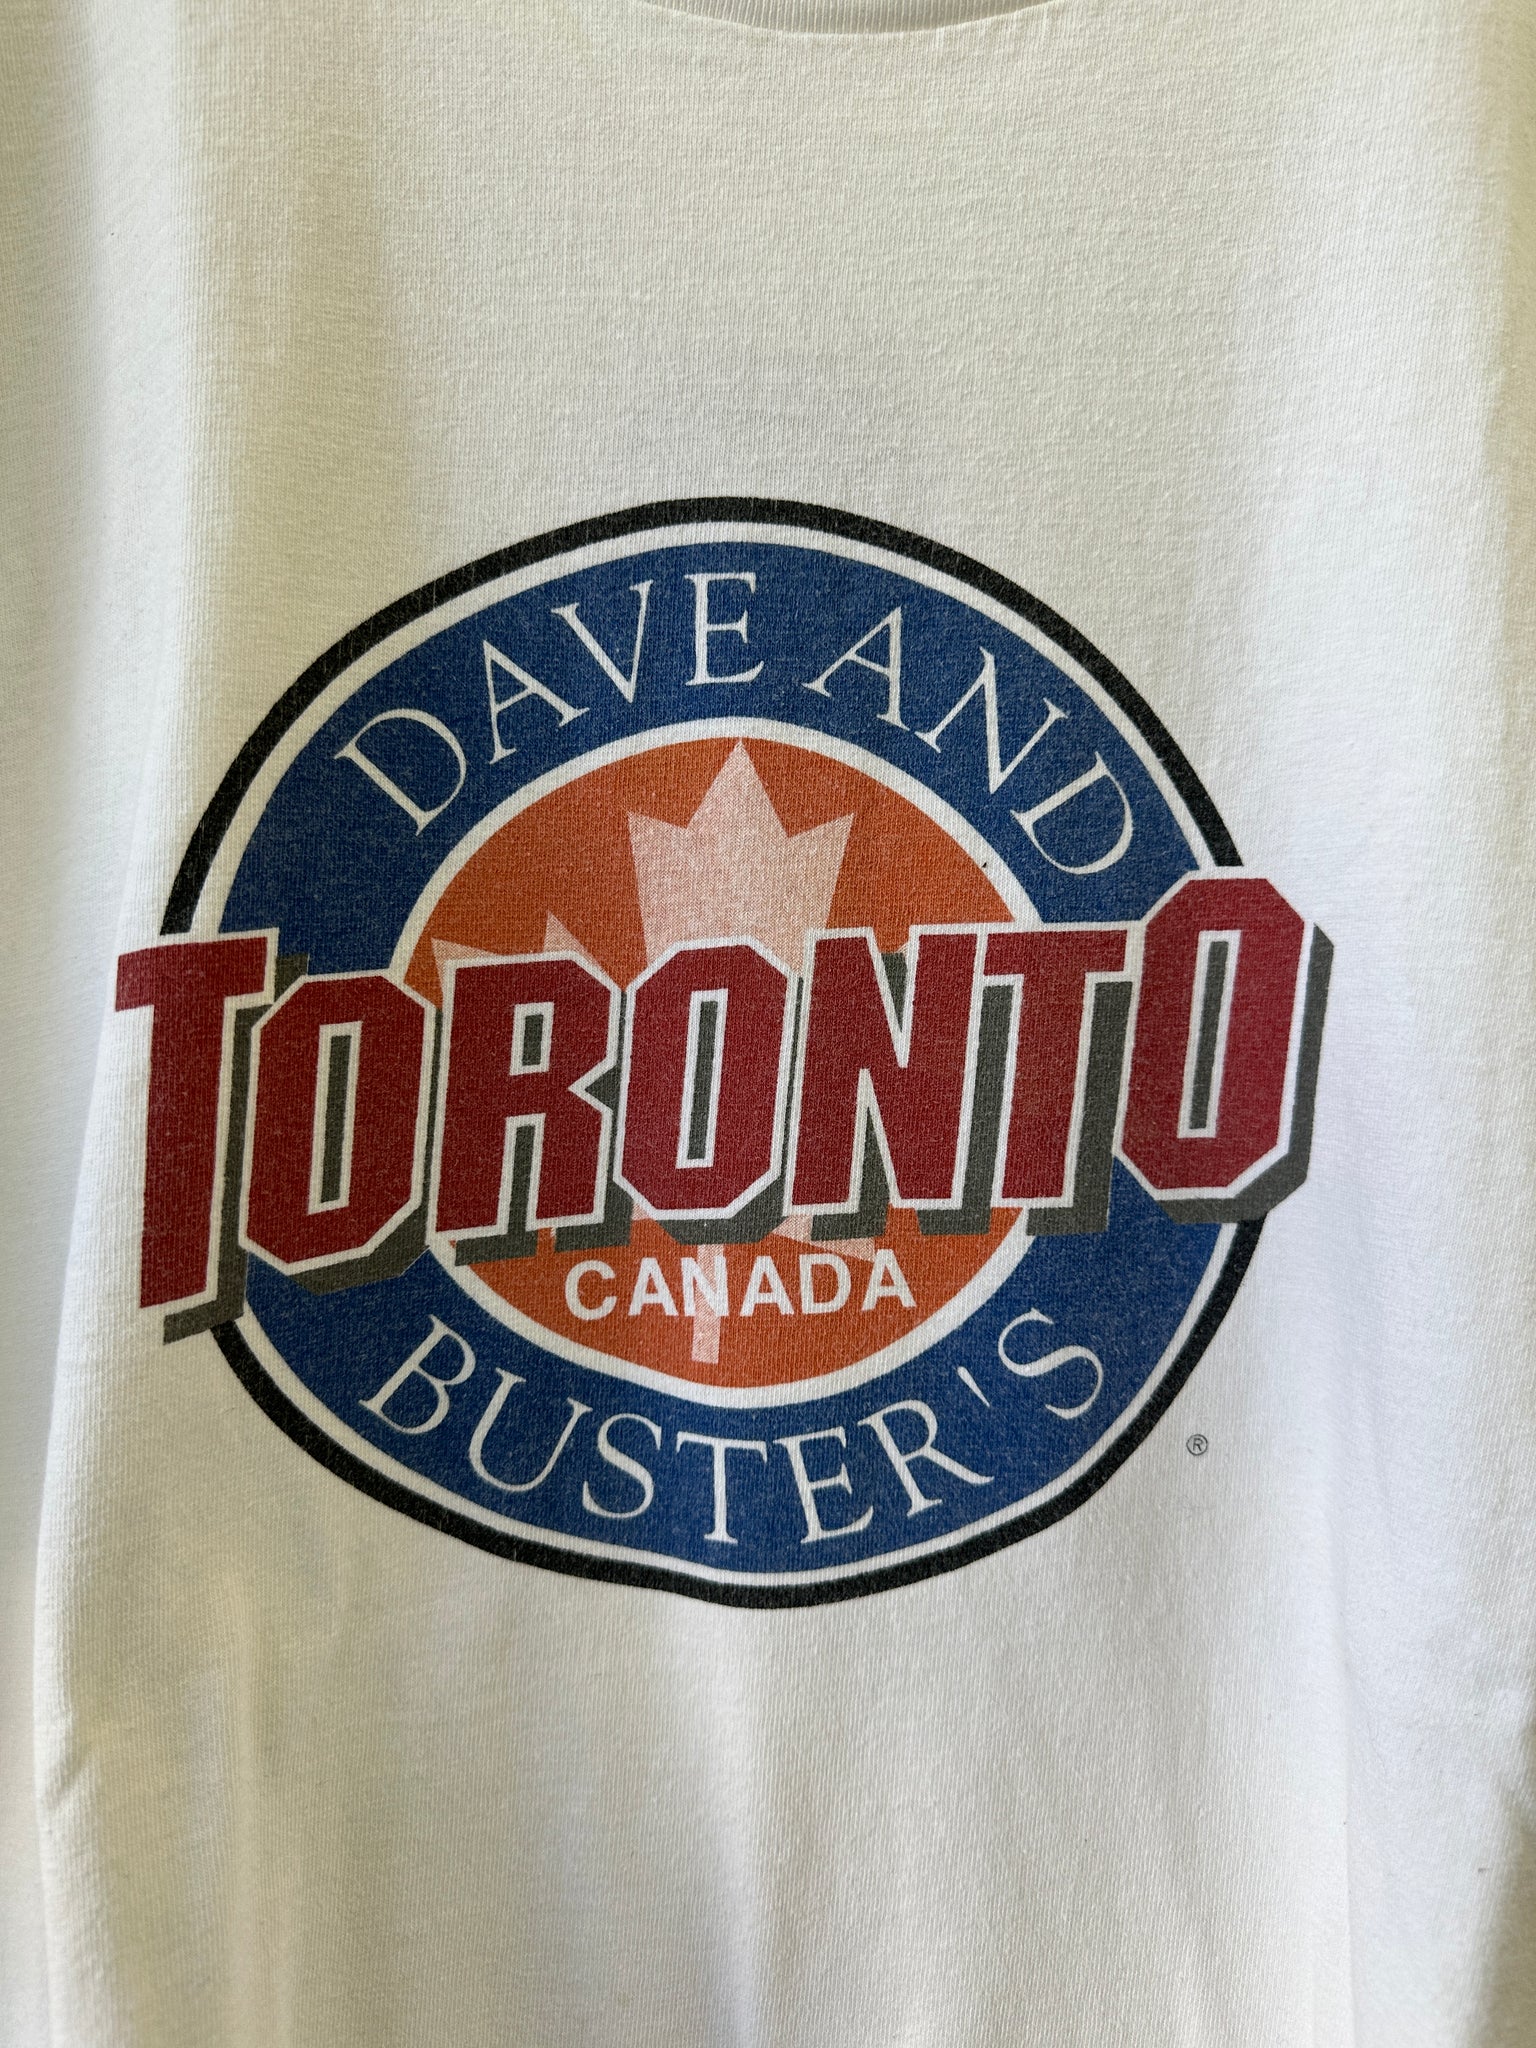 DAVE AND
TORONTO
CANADA
BUSTER'S
®